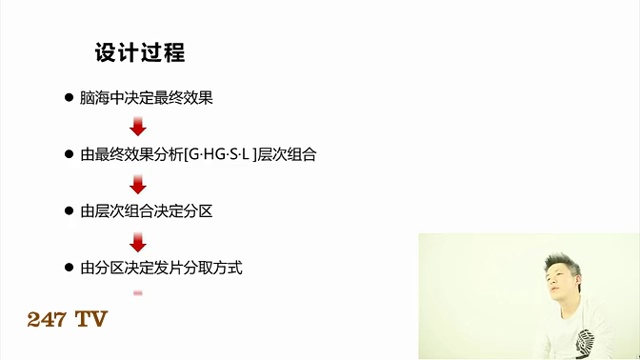 设计过程
脑海中决定最终效果
由最终效果分析[G·HG·S·L ]层次组合
由层次组合决定分区
由分区决定发片分取方式
247 TV